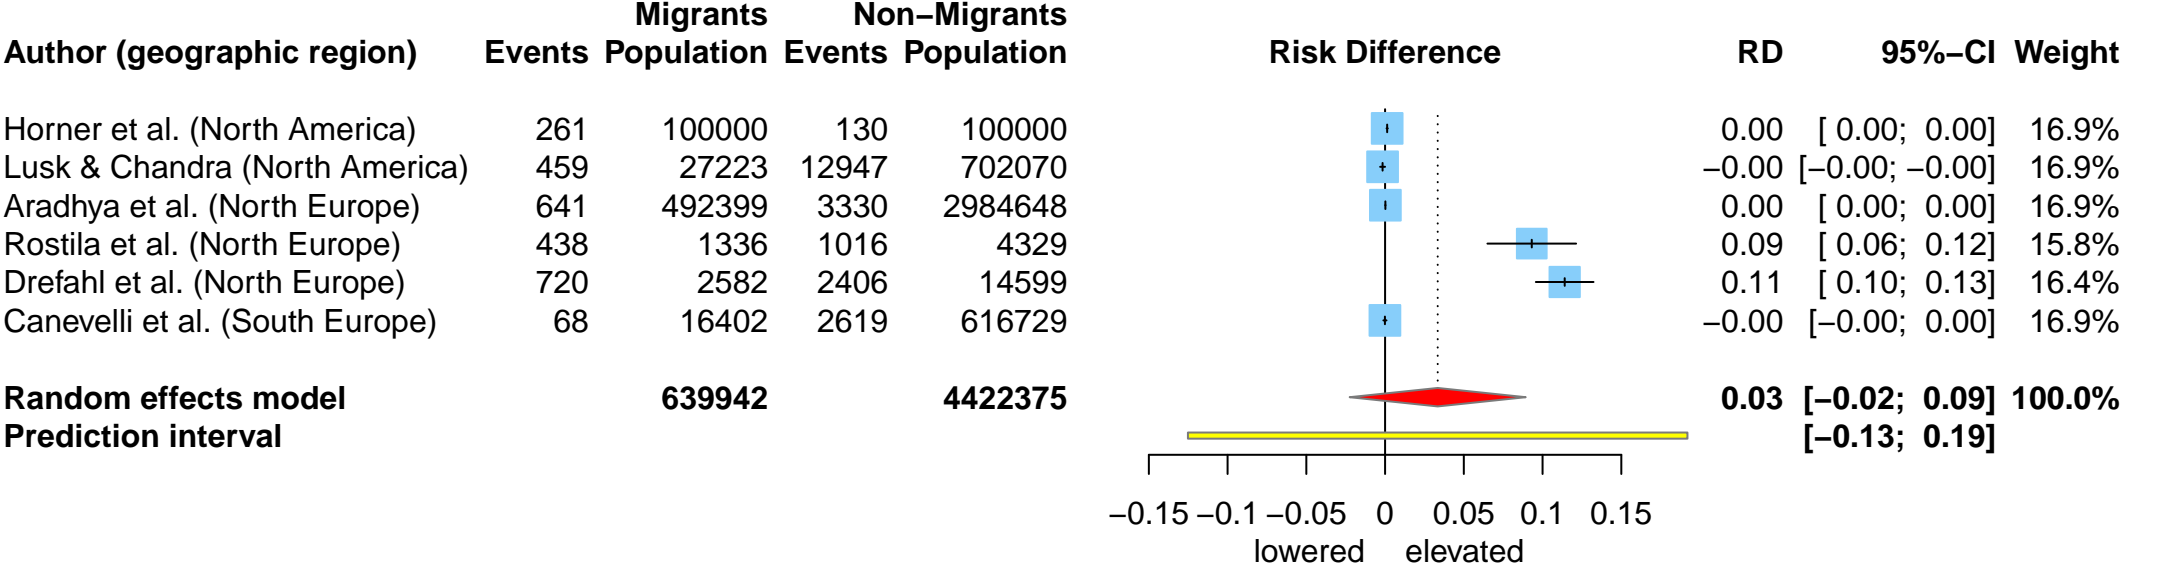 Migrants Non−Migrants
Author (geographic region) Events Population Events Population Risk Difference RD 95%−CI Weight
Horner et al. (North America) 261 100000 130 100000 0.00 [ 0.00; 0.00] 16.9%
Lusk & Chandra (North America) 459 27223 12947 702070 −0.00 [−0.00; −0.00] 16.9%
Aradhya et al. (North Europe) 641 492399 3330 2984648 0.00 [ 0.00; 0.00] 16.9%
Rostila et al. (North Europe) 438 1336 1016 4329 0.09 [ 0.06; 0.12] 15.8%
Drefahl et al. (North Europe) 720 2582 2406 14599 0.11 [ 0.10; 0.13] 16.4%
Canevelli et al. (South Europe) 68 16402 2619 616729 −0.00 [−0.00; 0.00] 16.9%
Random effects model 639942 4422375 0.03 [−0.02; 0.09] 100.0%
Prediction interval [−0.13; 0.19]
−0.15 −0.1 −0.05 0 0.05 0.1 0.15
lowered elevated